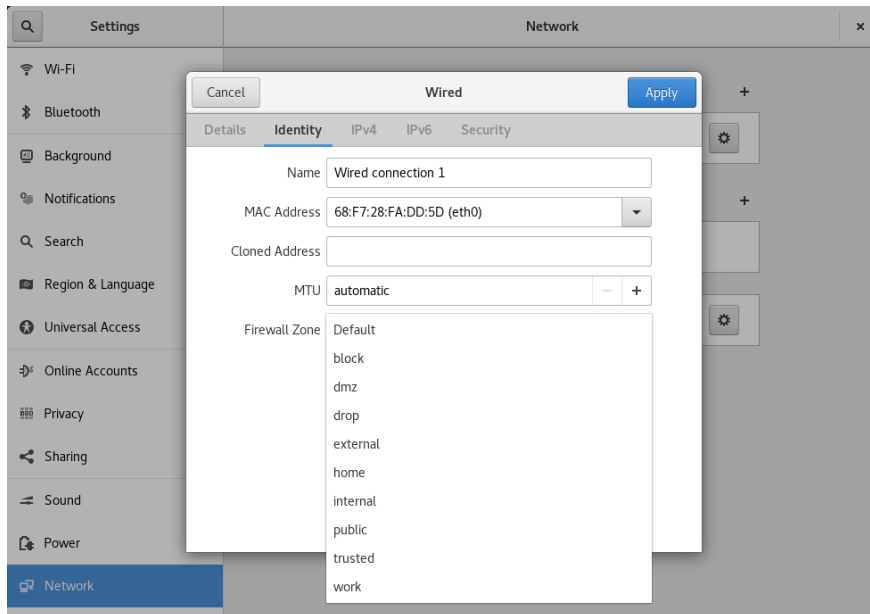 Settings
Network
Wi-Fi
Bluetooth
Background
Notifications
Search
Region & Language
Universal Access
Online Accounts
Privacy
Sharing
Sound
Power
Network
Cancel
Wired
Apply
Details Identity IPv4 IPv6 Security
Name Wired connection 1
MAC Address 68:F7:28:FA:DD:5D (eth0)
Cloned Address
MTU automatic
Firewall Zone Default
block
dmz
drop
external
home
internal
public
trusted
work